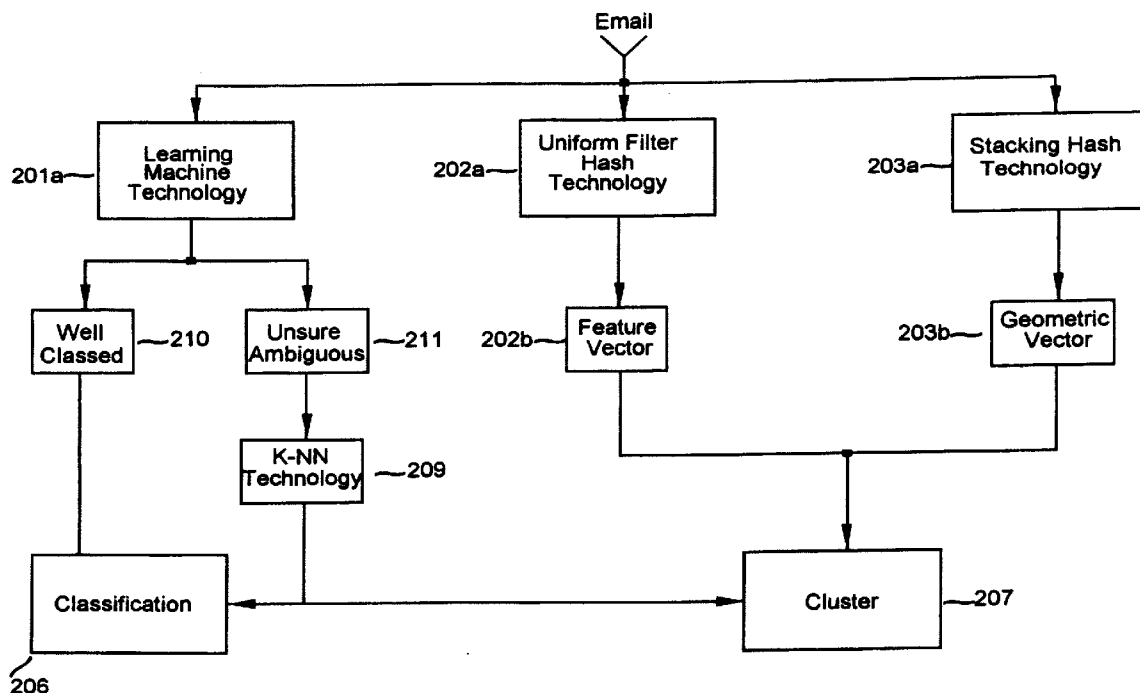 Email
201a
Learning
Machine
Technology
202a
Uniform Filter
Hash
Technology
203a
Stacking Hash
Technology
Well
Classed
210
Unsure
Ambiguous
211
202b
Feature
Vector
203b
Geometric
Vector
K-NN
Technology
209
Classification
206
Cluster
207